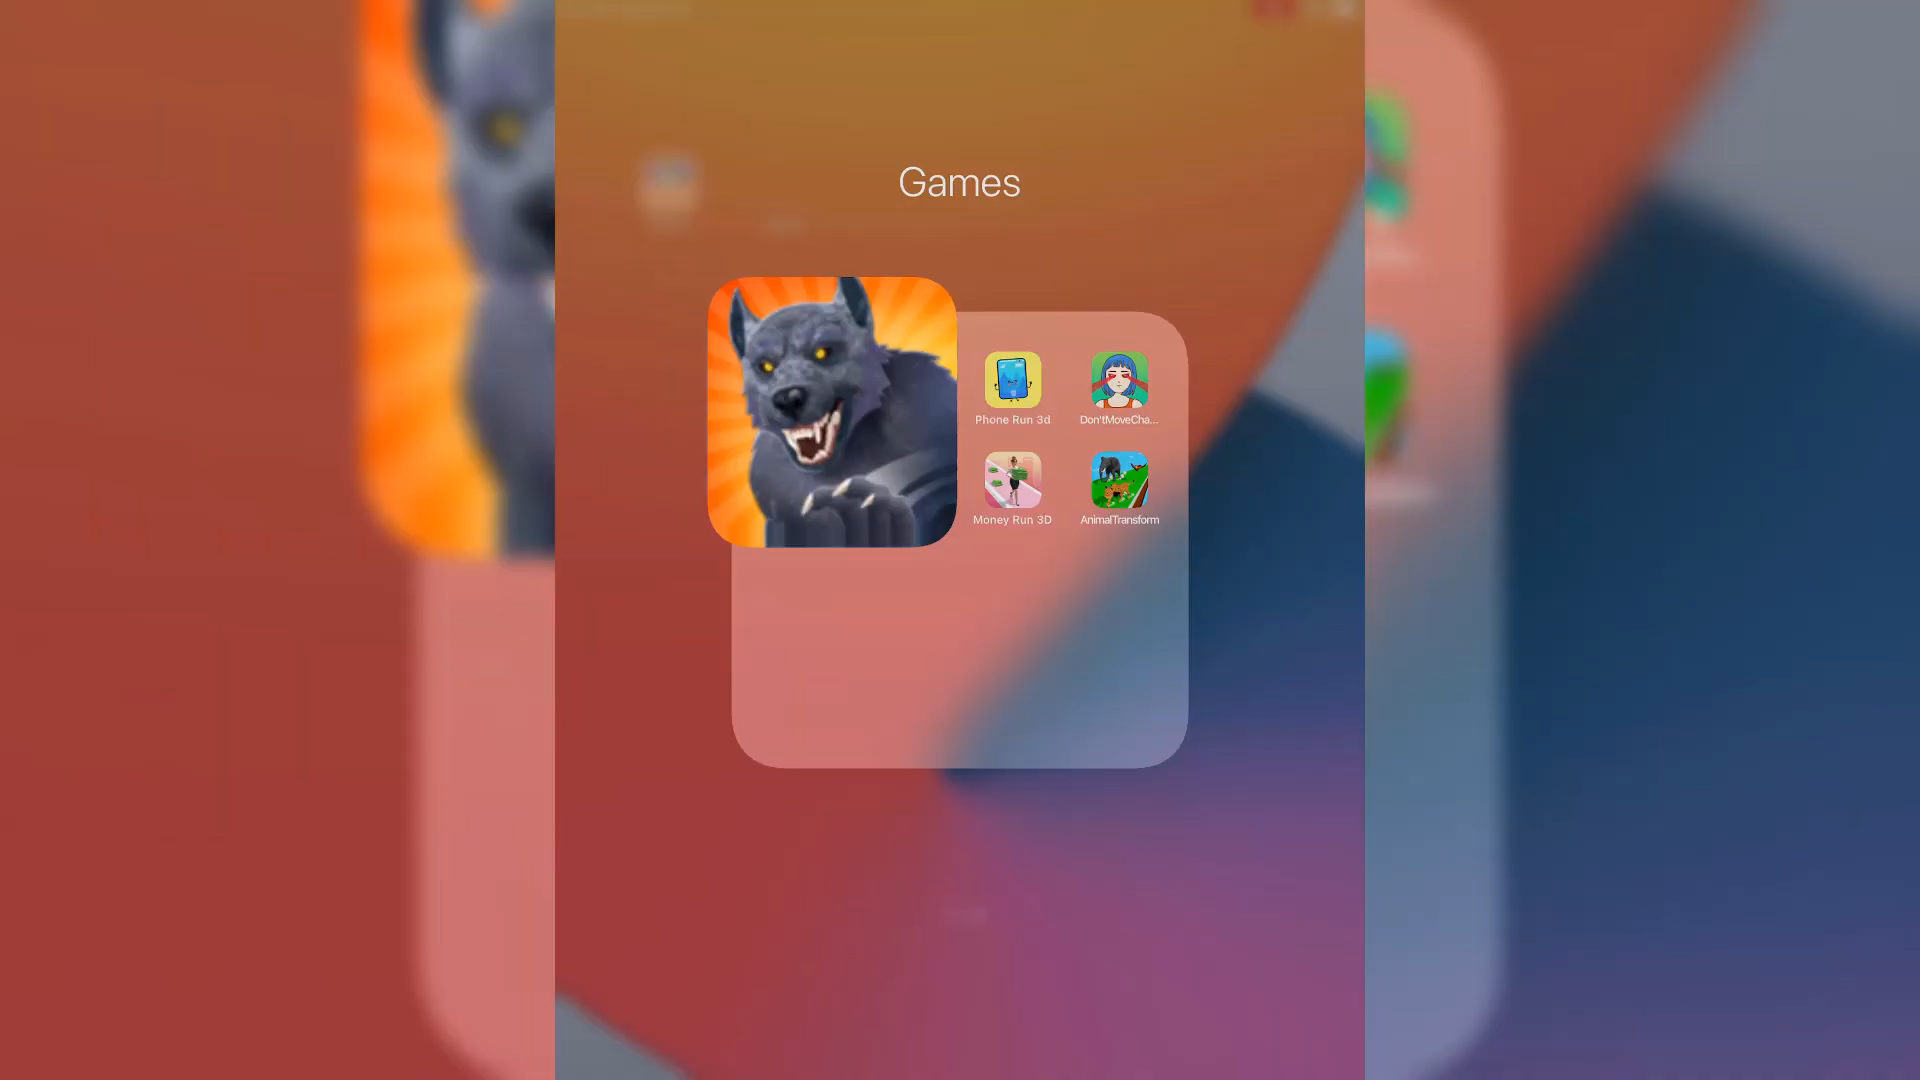 Games
Phone Run 3d
Don'tMoveCha...
Money Run 3D
AnimalTransform